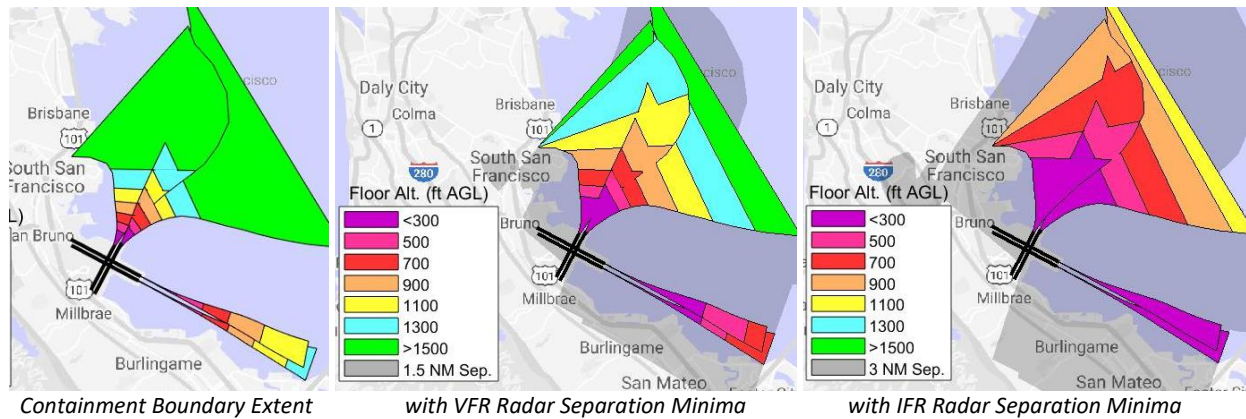 cisco
Brisbane
101
South San
Francisco
L)
an Bruno
101
Millbrae
Burlingame
Containment Boundary Extent
Daly City
1
Colma
cisco
Brisbane
101
South San
Francisco
280
Floor Alt. (ft AGL)
<300
500
700
900
1100
1300
>1500
1.5 NM Sep.
Bruno
101
Millbrae
Burlingame
San Mateo
with VFR Radar Separation Minima
Daly City
1
Colma
cisco
Brisbane
101
South San
Francisco
280
Floor Alt. (ft AGL)
<300
500
700
900
1100
1300
>1500
3 NM Sep.
Bruno
101
Millbrae
Burlingame
San Mateo
with IFR Radar Separation Minima